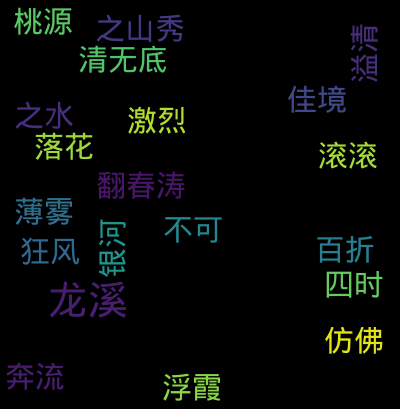 桃源
之山秀
清无底
溢清
佳境
之水
激烈
落花
滚滚
翻春涛
薄雾
不可
狂风
银河
百折
四时
龙溪
仿佛
奔流
浮霞